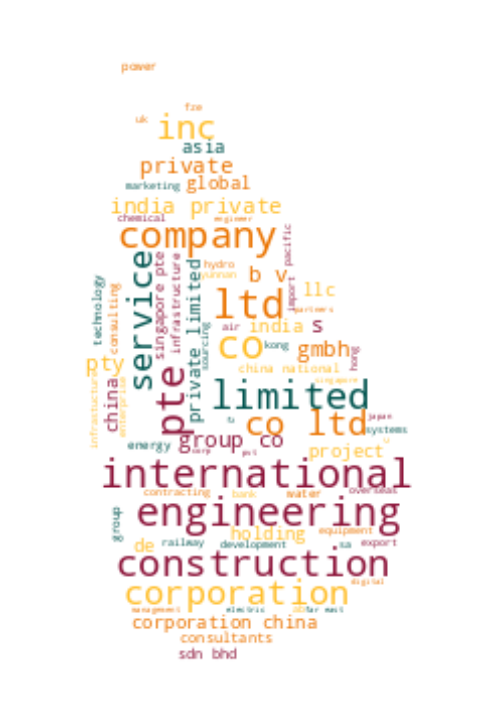 power
fze
uk
inc
asia
private
marketing global
india private
chemical
engineer
company
pacific
service
singapore pte
infrastructure
private limited
hydro
yunnan
b v
import
technology
consulting
ltd
llc
partners
sourcing
air
india
s
co
kong
gmbh
hong
pty
china national
singapore
china
enterprise
infrastucture
pte
limited
co ltd
japan
systems
group co
energy
corp
pvt
project
c
international
contracting
bank
water
overseas
group
engineering
holding
equipment
de
railway
development
sa
export
construction
digital
corporation
management
electric
far east
corporation china
consultants
sdn bhd